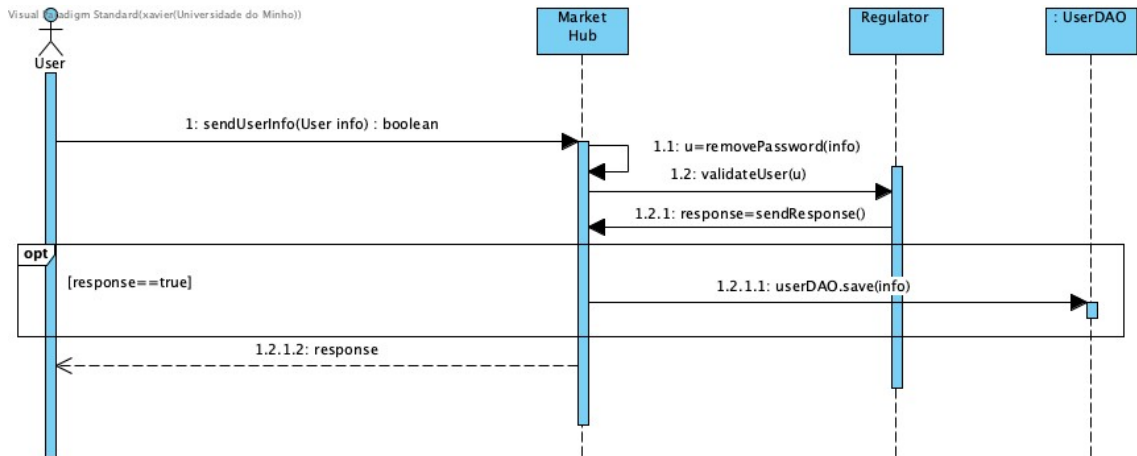 Visual Paradigm Standard(xavier(Universidade do Minho))
User
Market
Hub
Regulator
: UserDAO
1: sendUserInfo(User info) : boolean
1.1: u=removePassword(info)
1.2: validateUser(u)
1.2.1: response=sendResponse()
opt
[response==true]
1.2.1.1: userDAO.save(info)
1.2.1.2: response